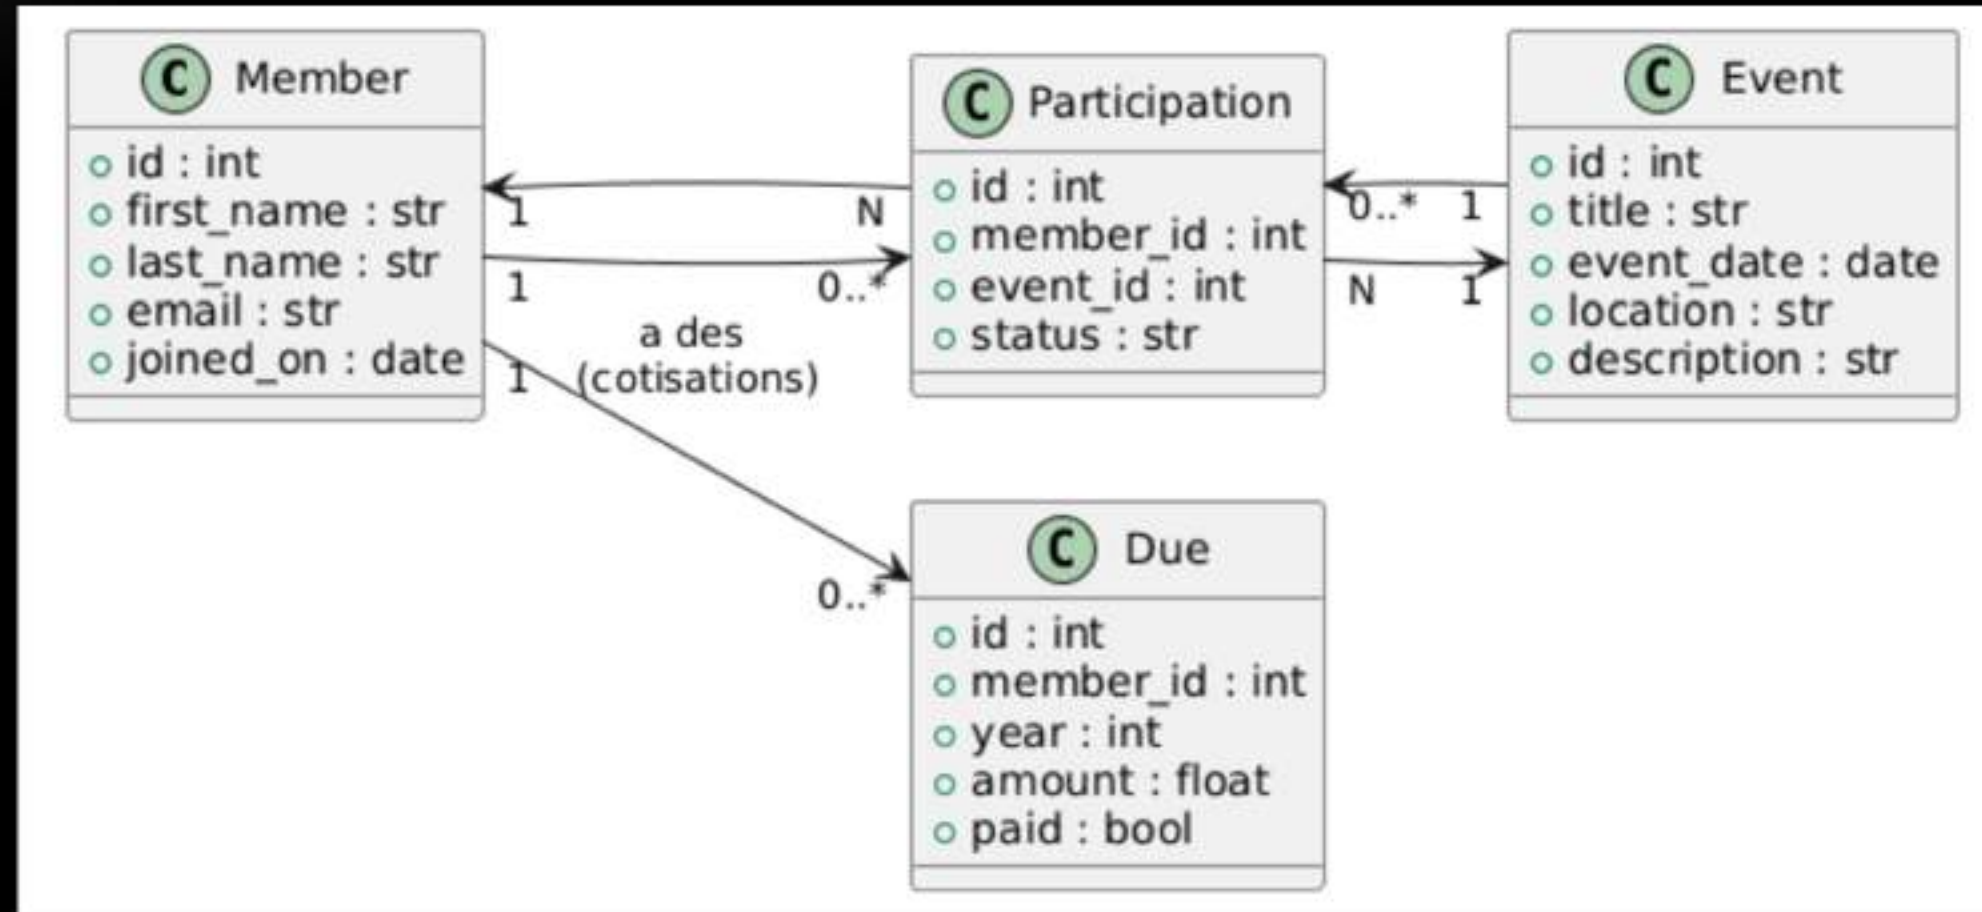 C Member
id : int
first_name : str
last_name : str
email : str
joined_on : date
C Participation
id : int
member_id : int
event_id : int
status : str
C Event
id : int
title : str
event_date : date
location : str
description : str
1 N
1 0..*
0..* 1
N 1
a des
(cotisations)
1
0..*
C Due
id : int
member_id : int
year : int
amount : float
paid : bool